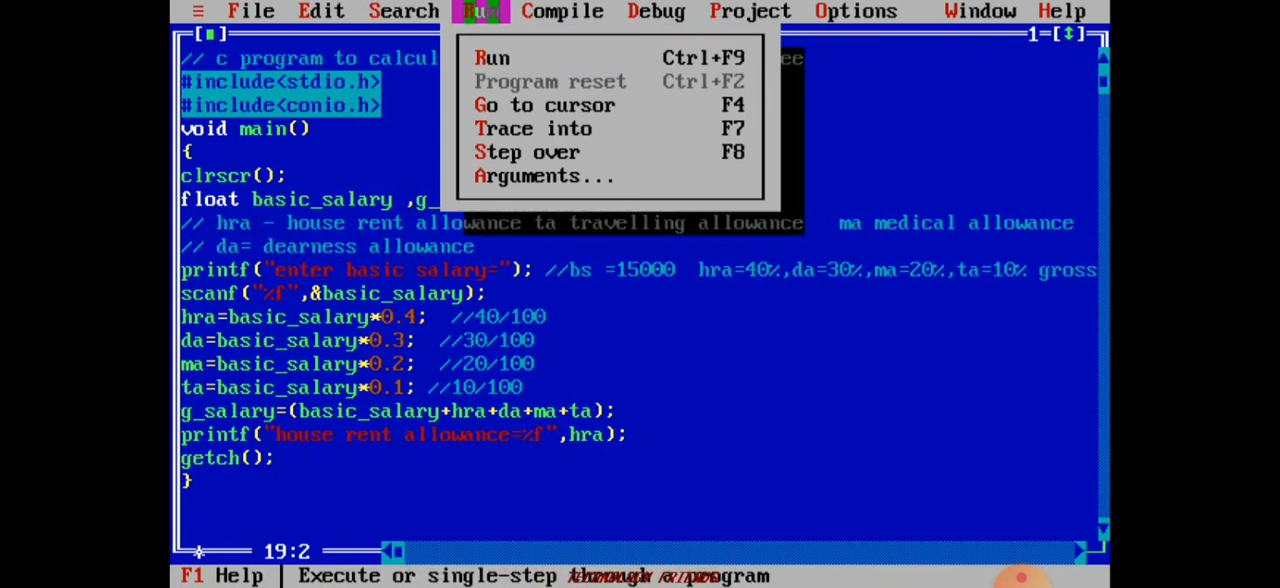 ≡ File Edit Search Run Compile Debug Project Options Window Help
1=[↕]
Run Ctrl+F9
Program reset Ctrl+F2
Go to cursor F4
Trace into F7
Step over F8
Arguments...
// c program to calcul ee
#include<stdio.h>
#include<conio.h>
void main()
{
clrscr();
float basic_salary ,g_
// hra - house rent allowance ta travelling allowance ma medical allowance
// da= dearness allowance
printf("enter basic salary="); //bs =15000 hra=40%,da=30%,ma=20%,ta=10% gross
scanf("%f",&basic_salary);
hra=basic_salary*0.4; //40/100
da=basic_salary*0.3; //30/100
ma=basic_salary*0.2; //20/100
ta=basic_salary*0.1; //10/100
g_salary=(basic_salary+hra+da+ma+ta);
printf("house rent allowance=%f",hra);
getch();
}
19:2
F1 Help | Execute or single-step through a program